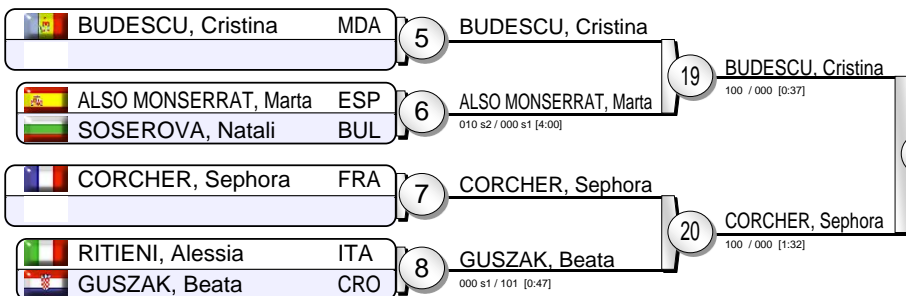 BUDESCU, Cristina MDA
5
BUDESCU, Cristina
19
BUDESCU, Cristina
100 / 000 [0:37]
ALSO MONSERRAT, Marta ESP
SOSEROVA, Natali BUL
6
ALSO MONSERRAT, Marta
010 s2 / 000 s1 [4:00]
CORCHER, Sephora FRA
7
CORCHER, Sephora
20
CORCHER, Sephora
100 / 000 [1:32]
RITIENI, Alessia ITA
GUSZAK, Beata CRO
8
GUSZAK, Beata
000 s1 / 101 [0:47]